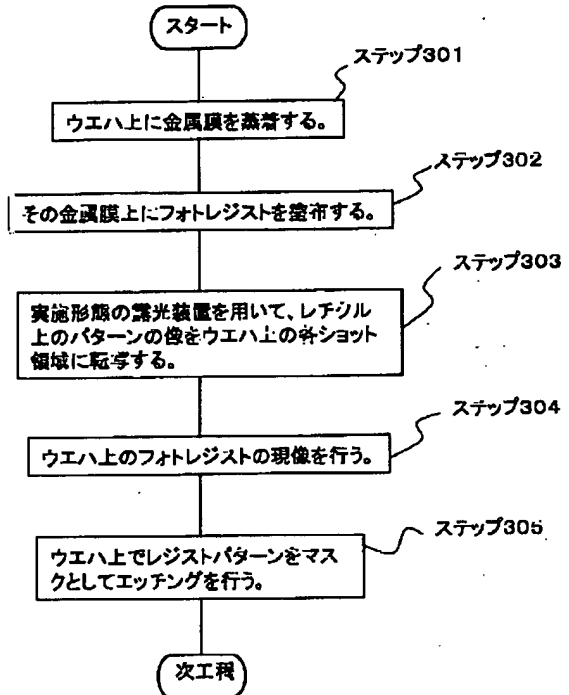 スタート
ステップ301
ウエハ上に金属膜を蒸着する。
ステップ302
その金属膜上にフォトレジストを塗布する。
ステップ303
実施形態の露光装置を用いて、レチクル
上のパターンの像をウエハ上の各ショット
領域に転写する。
ステップ304
ウエハ上のフォトレジストの現像を行う。
ステップ305
ウエハ上でレジストパターンをマス
クとしてエッチングを行う。
次工程